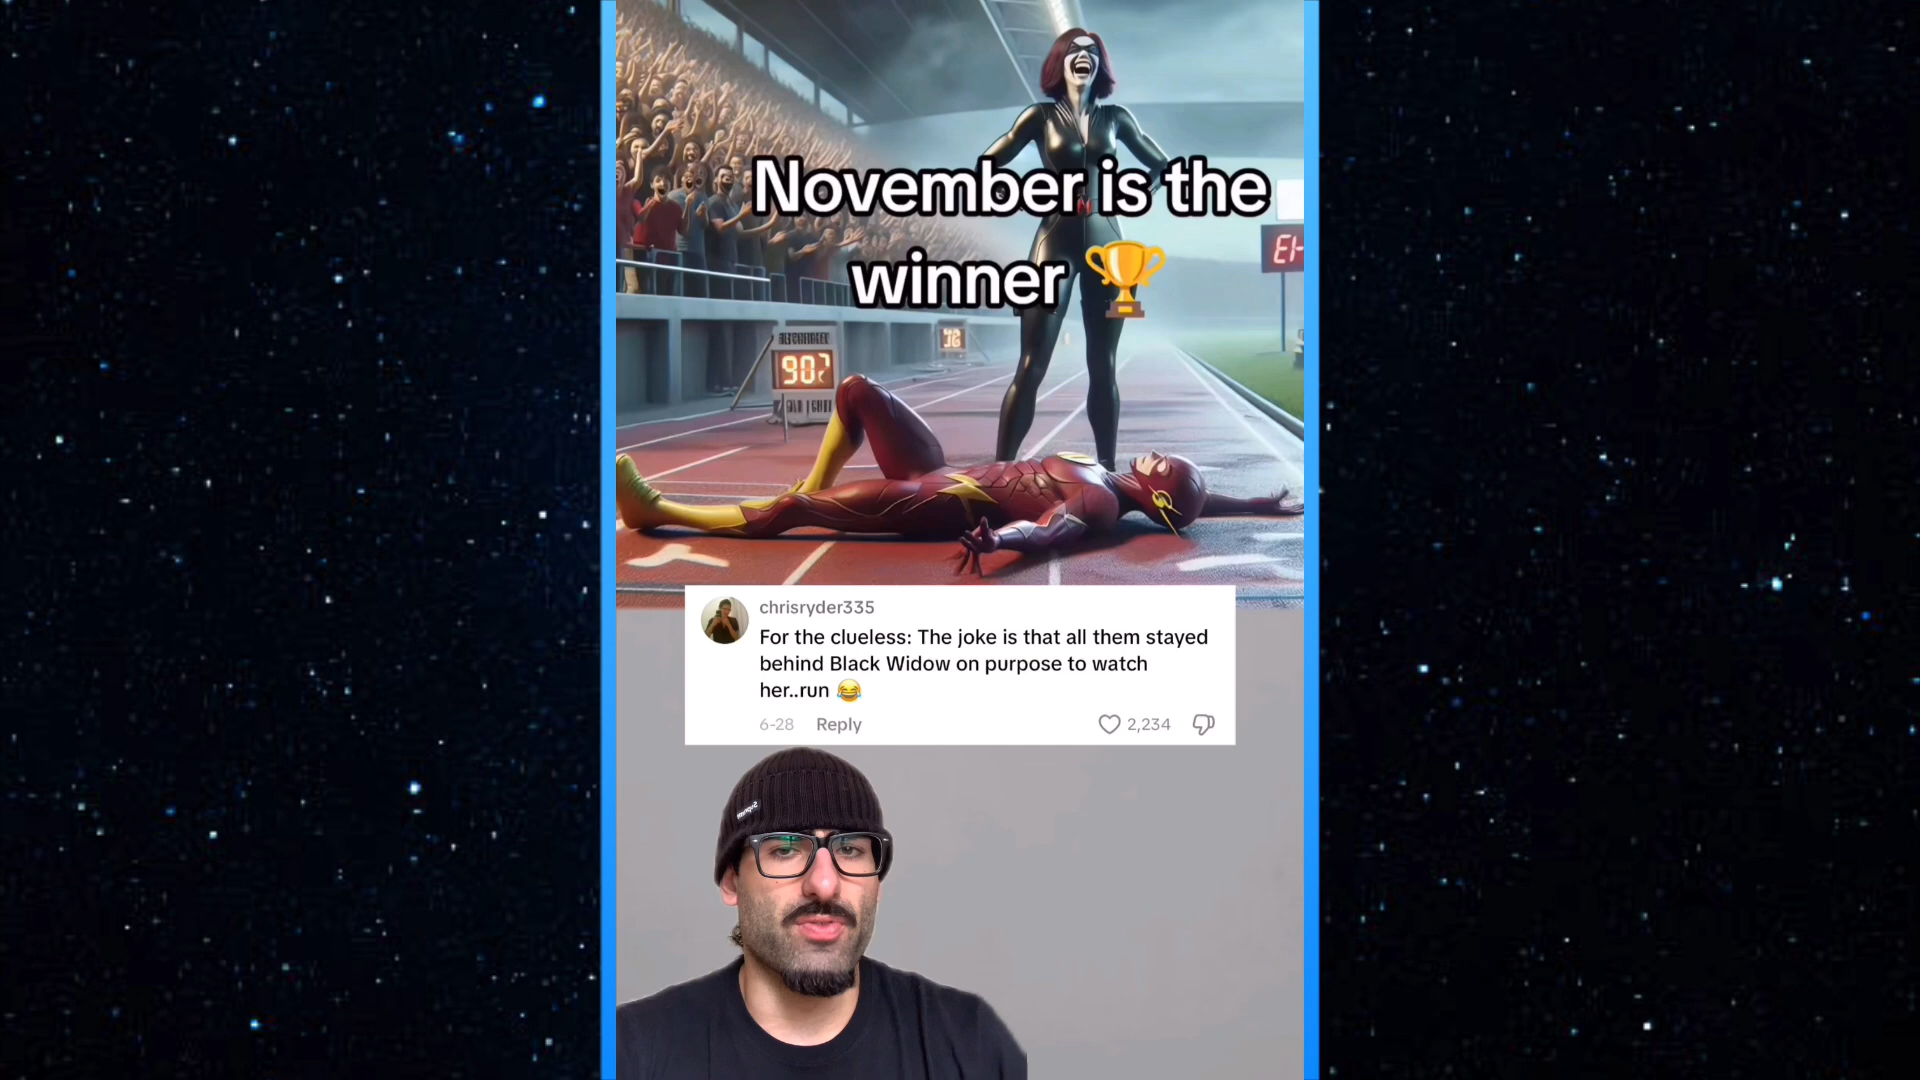 November is the
winner 🏆
907
chrisryder335
For the clueless: The joke is that all them stayed
behind Black Widow on purpose to watch
her..run 😂
6-28 Reply 2,234